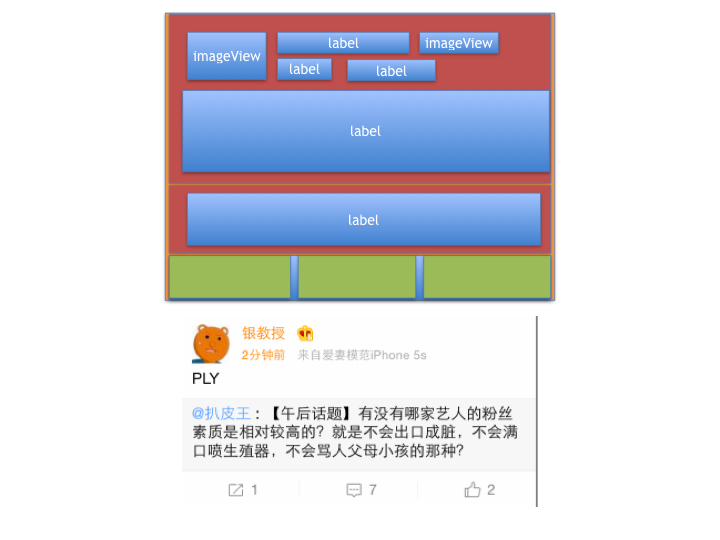 imageView
label
imageView
label
label
label
label
银教授
2分钟前 来自爱妻模范iPhone 5s
PLY
@扒皮王：【午后话题】有没有哪家艺人的粉丝
素质是相对较高的？就是不会出口成脏，不会满
口喷生殖器，不会骂人父母小孩的那种？
1 7 2